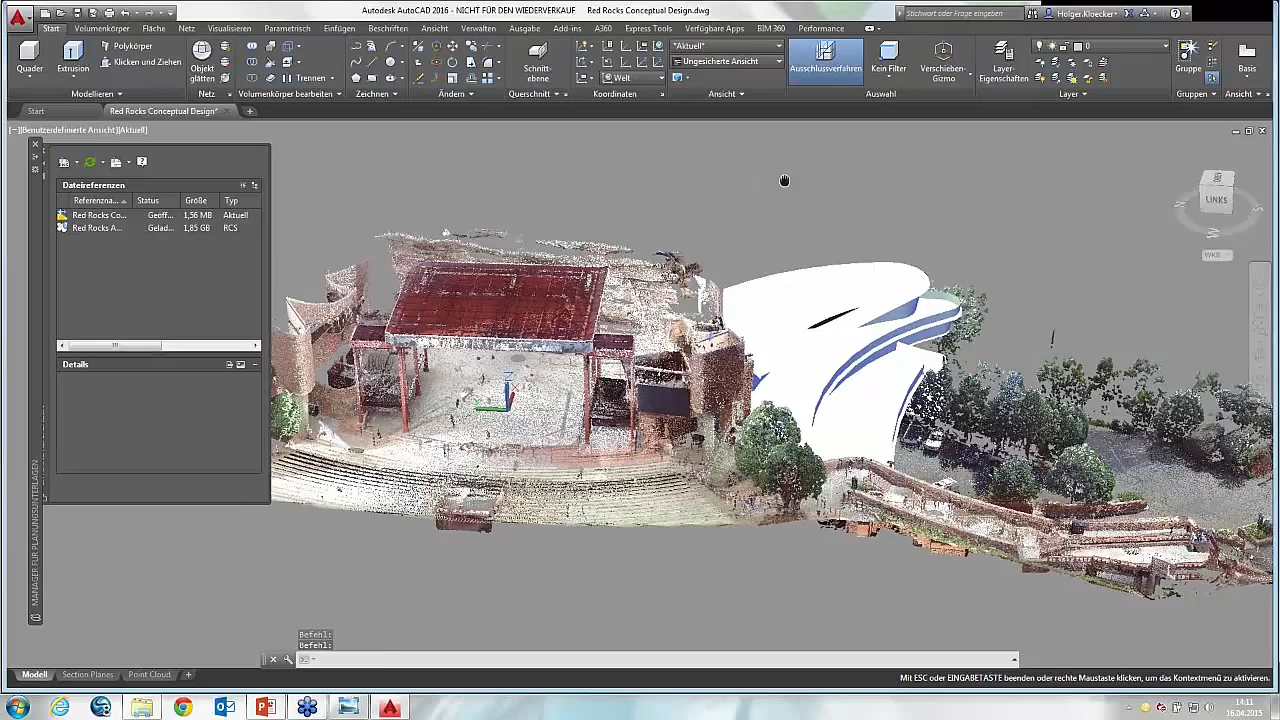 Autodesk AutoCAD 2016 - NICHT FÜR DEN WIEDERVERKAUF Red Rocks Conceptual Design.dwg
Stichwort oder Frage eingeben
Holger.Kloecker
Start Volumenkörper Fläche Netz Visualisieren Parametrisch Einfügen Beschriften Ansicht Verwalten Ausgabe Add-ins A360 Express Tools Verfügbare Apps BIM 360 Performance
Quader
Extrusion
Polykörper
Klicken und Ziehen
Modellieren
Objekt glätten
Netz
Trennen
Volumenkörper bearbeiten
Zeichnen
Ändern
Schnitt-
ebene
Querschnitt
Welt
Koordinaten
*Aktuell*
Ungesicherte Ansicht
Ansicht
Ausschlussverfahren
Kein Filter
Verschieben-
Gizmo
Auswahl
Layer-
Eigenschaften
0
Layer
Gruppe
Gruppen
Basis
Ansicht
Start
Red Rocks Conceptual Design*
[−][Benutzerdefinierte Ansicht][Aktuell]
Dateireferenzen
Referenzna... Status Größe Typ
Red Rocks Co... Geoff... 1,56 MB Aktuell
Red Rocks A... Gelad... 1,85 GB RCS
Details
MANAGER FÜR PLANUNGSUNTERLAGEN
LINKS
N
S
W
WKS
Z
Befehl:
Befehl:
Modell Section Planes Point Cloud +
Mit ESC oder EINGABETASTE beenden oder rechte Maustaste klicken, um das Kontextmenü zu aktivieren.
14:11
16.04.2015